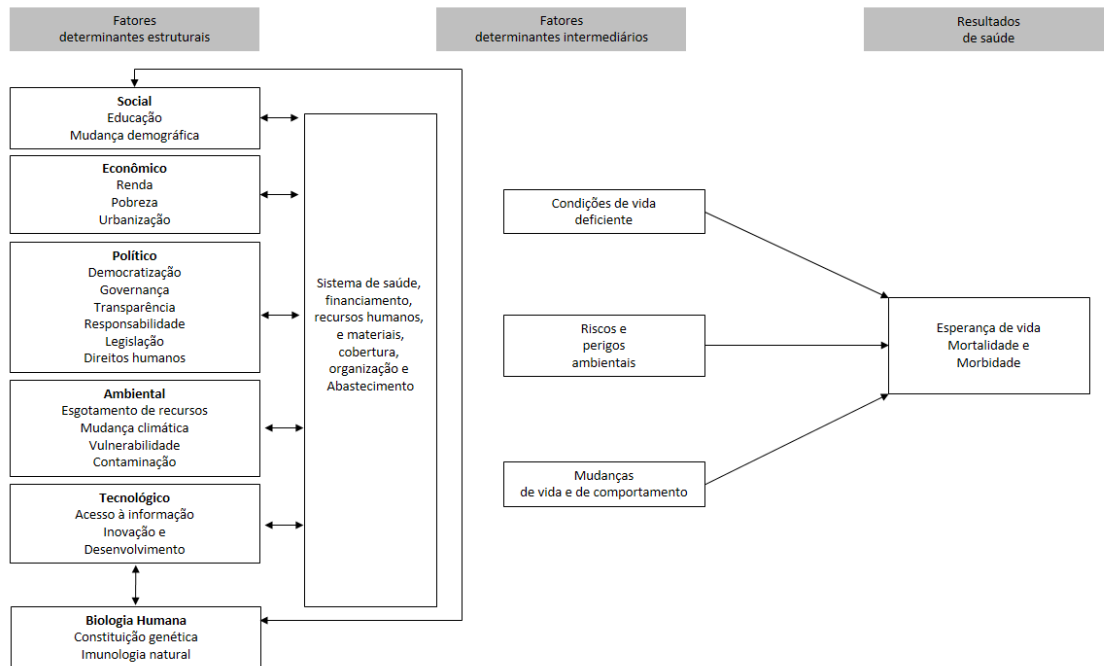 Fatores
determinantes estruturais
Fatores
determinantes intermediários
Resultados
de saúde
Social
Educação
Mudança demográfica
Econômico
Renda
Pobreza
Urbanização
Político
Democratização
Governança
Transparência
Responsabilidade
Legislação
Direitos humanos
Ambiental
Esgotamento de recursos
Mudança climática
Vulnerabilidade
Contaminação
Tecnológico
Acesso à informação
Inovação e
Desenvolvimento
Biologia Humana
Constituição genética
Imunologia natural
Sistema de saúde,
financiamento,
recursos humanos,
e materiais,
cobertura,
organização e
Abastecimento
Condições de vida
deficiente
Riscos e
perigos
ambientais
Mudanças
de vida e de comportamento
Esperança de vida
Mortalidade e
Morbidade